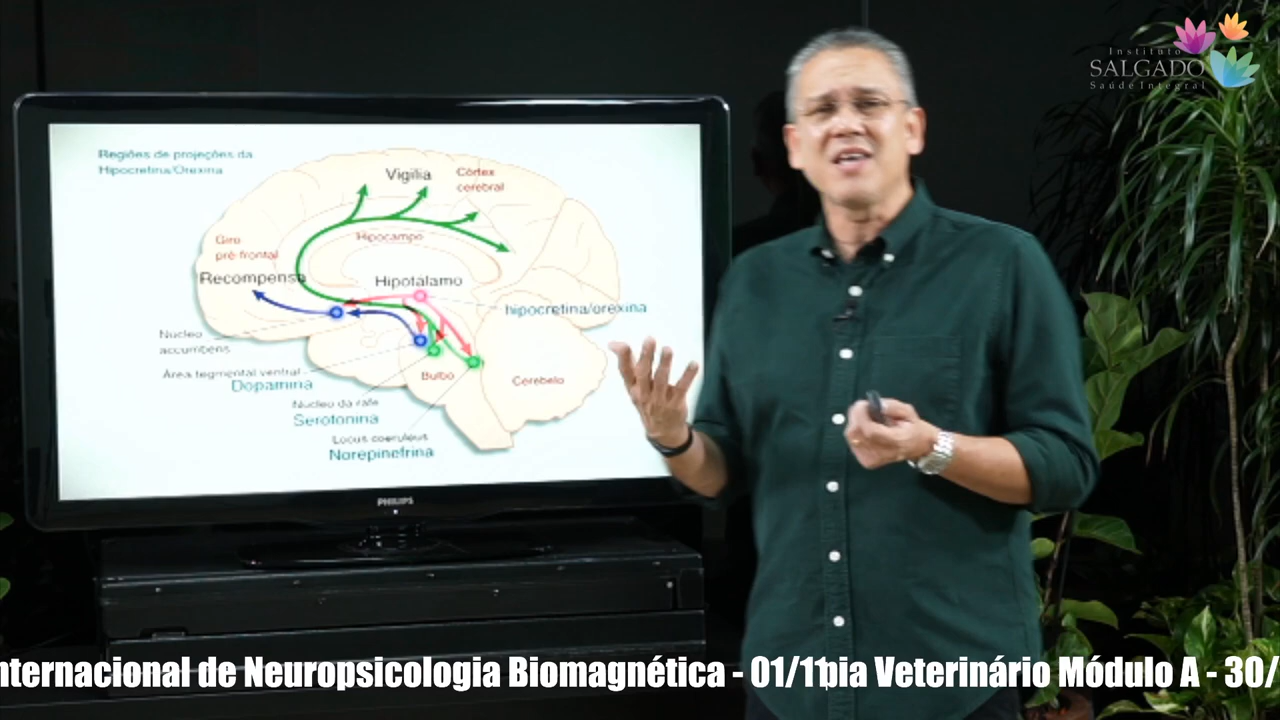 Instituto
SALGADO
Saúde Integral
Regiões de projeções da
Hipocretina/Orexina
Vigília
Córtex
cerebral
Hipocampo
Giro
pré-frontal
Recompensa
Hipotálamo
hipocretina/orexina
Núcleo
accumbens
Área tegmental ventral
Dopamina
Bulbo
Cerebelo
Núcleo da rafe
Serotonina
Locus coeruleus
Norepinefrina
PHILIPS
nternacional de Neuropsicologia Biomagnética - 01/11pia Veterinário Módulo A - 30/